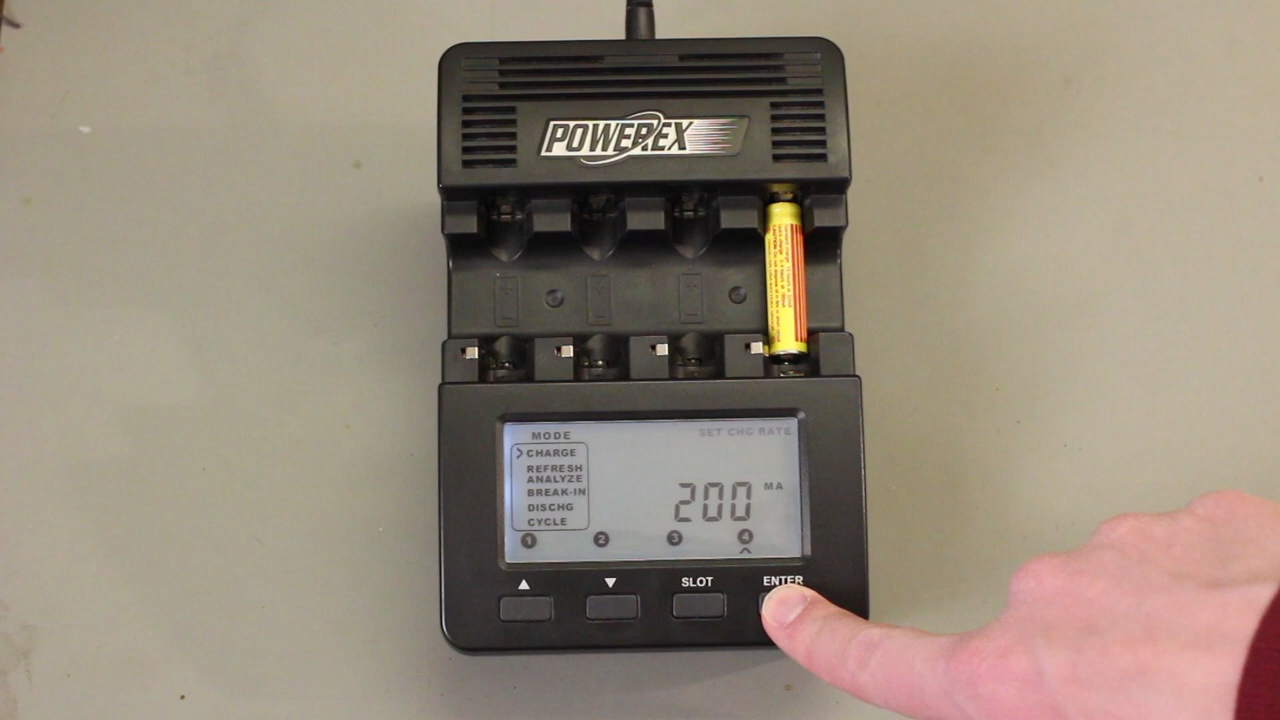 POWEREX
MODE
SET CHG RATE
CHARGE
REFRESH
ANALYZE
BREAK-IN
DISCHG
CYCLE
200 MA
1 2 3 4
▲ ▼ SLOT ENTER